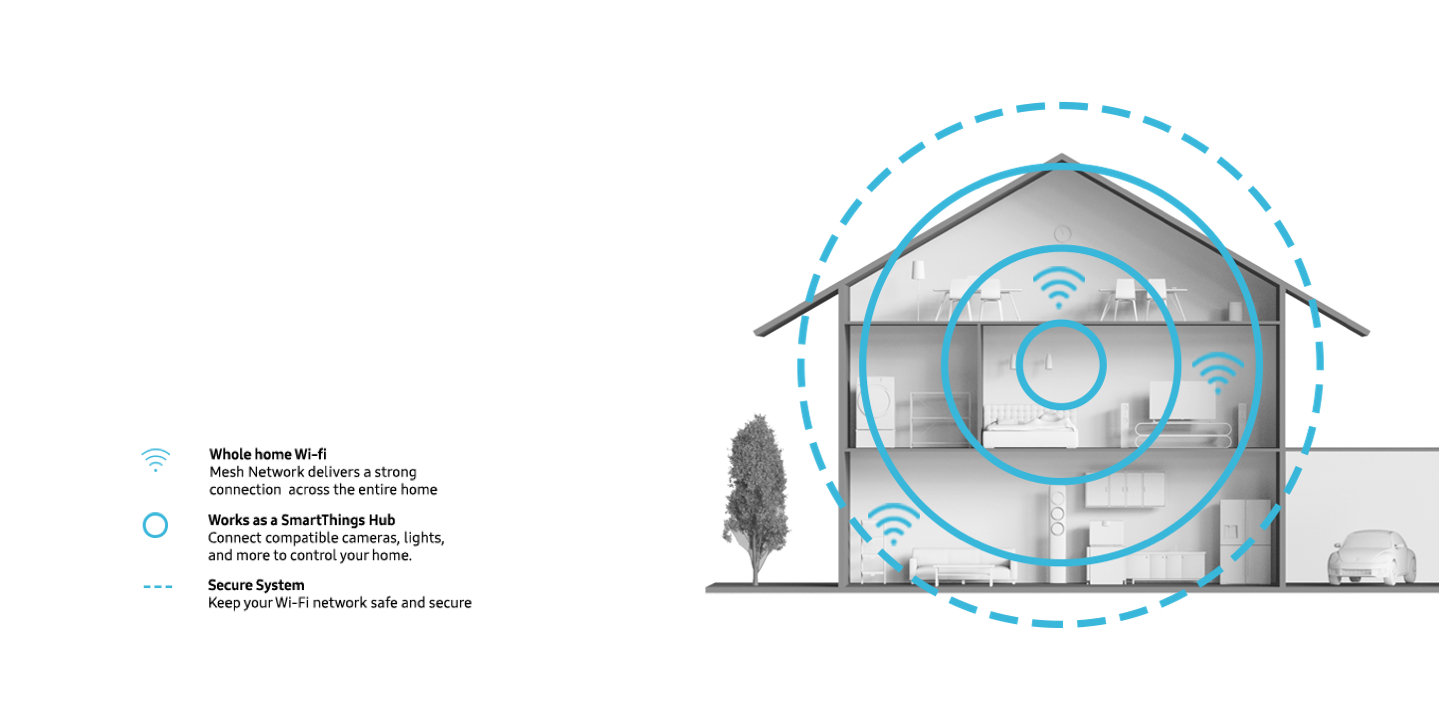 Whole home Wi-fi
Mesh Network delivers a strong
connection across the entire home
Works as a SmartThings Hub
Connect compatible cameras, lights,
and more to control your home.
Secure System
Keep your Wi-Fi network safe and secure